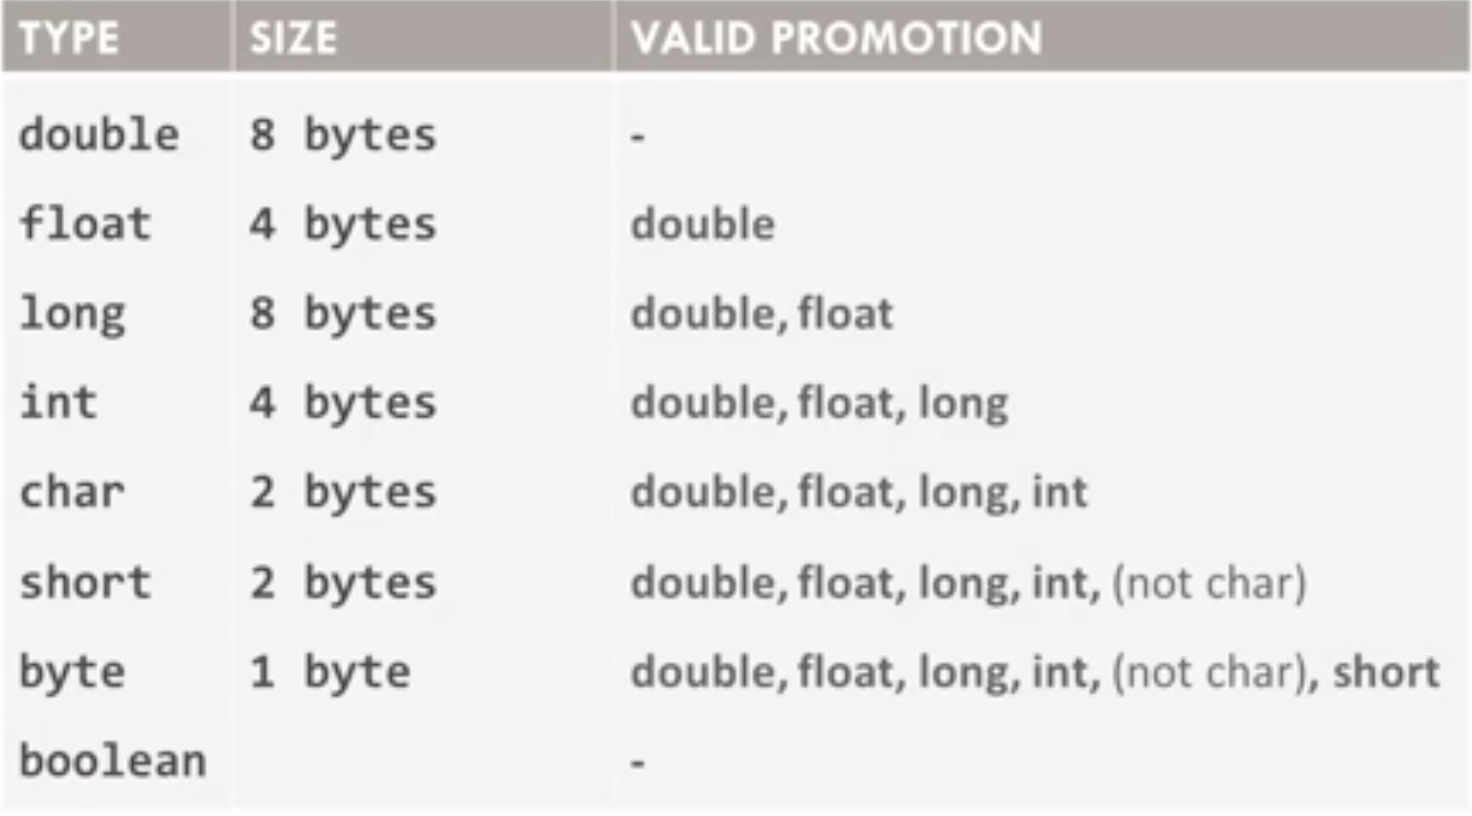 TYPE SIZE VALID PROMOTION
double 8 bytes -
float 4 bytes double
long 8 bytes double, float
int 4 bytes double, float, long
char 2 bytes double, float, long, int
short 2 bytes double, float, long, int, (not char)
byte 1 byte double, float, long, int, (not char), short
boolean -